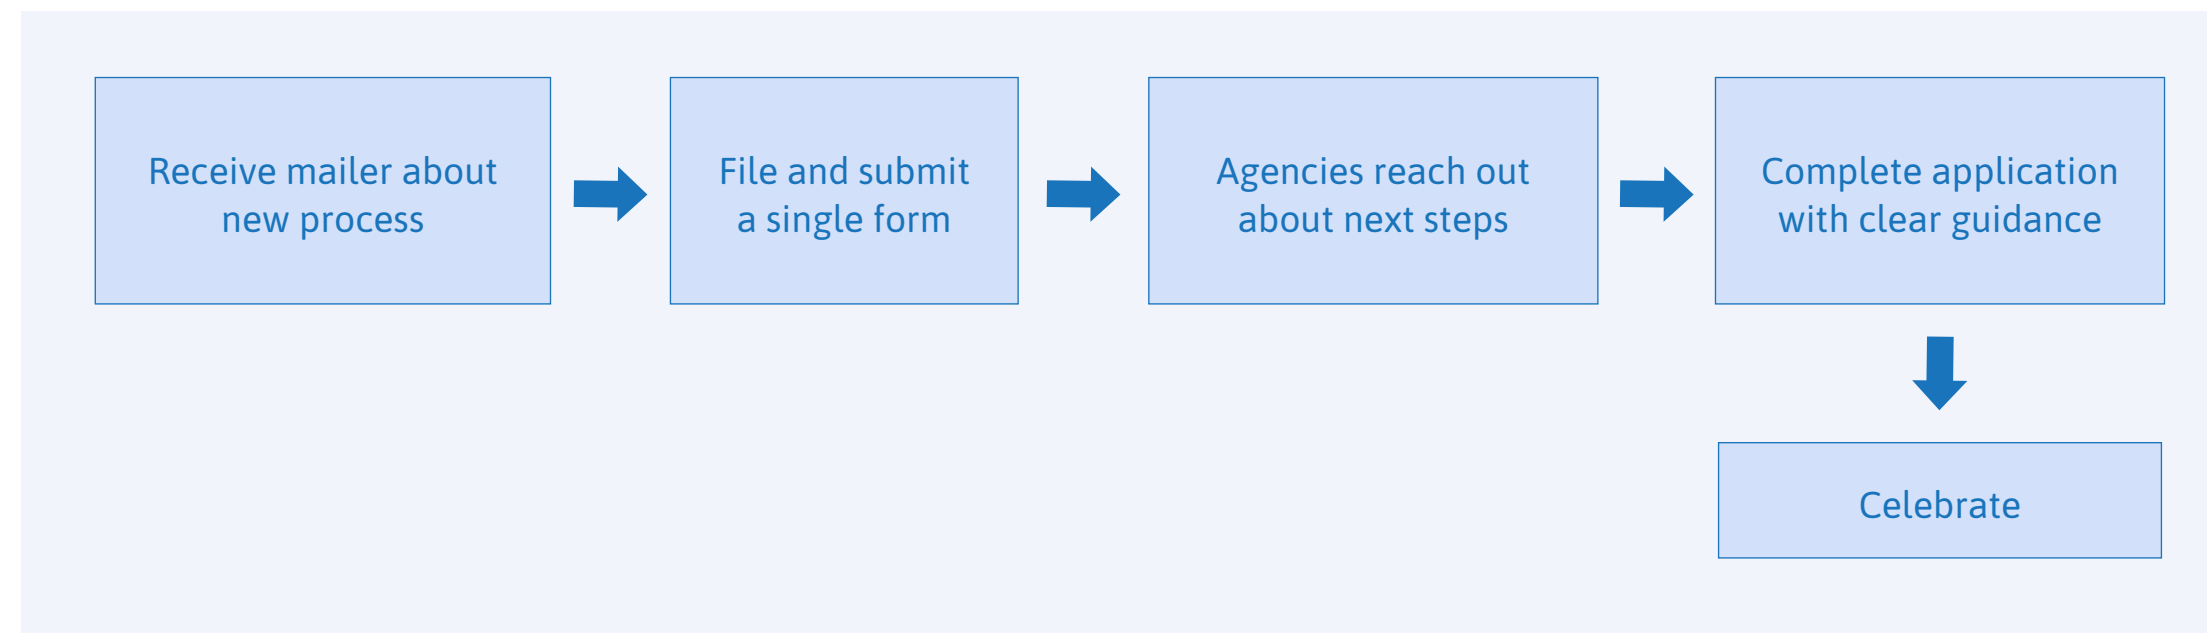 Receive mailer about
new process
File and submit
a single form
Agencies reach out
about next steps
Complete application
with clear guidance
Celebrate